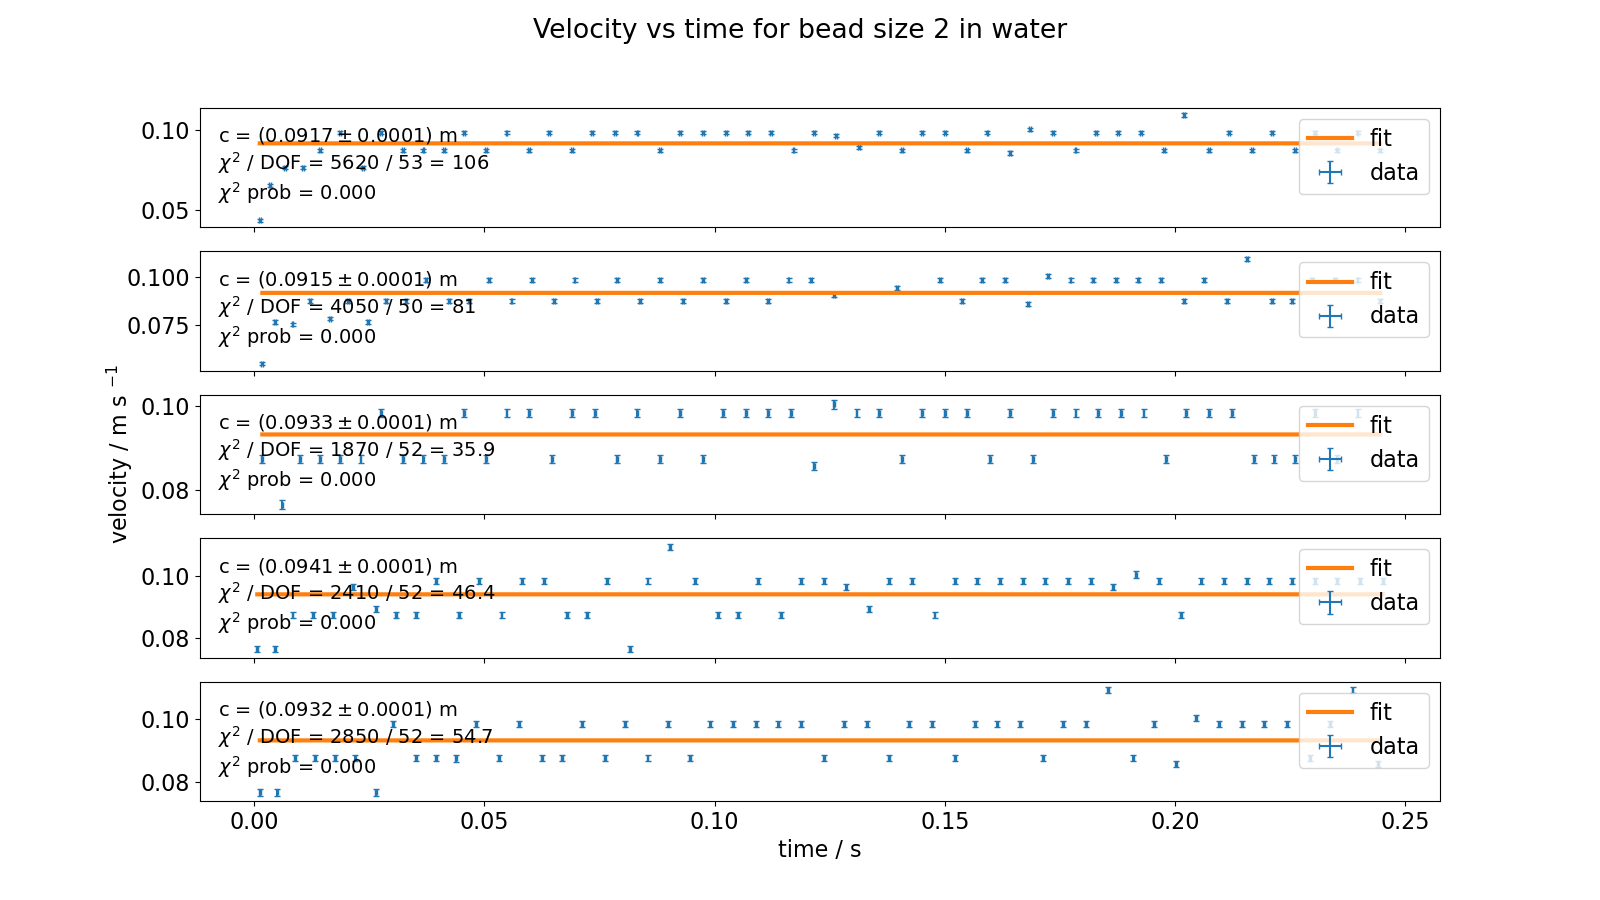 Velocity vs time for bead size 2 in water
velocity / m s⁻¹
0.10
0.05
c = (0.0917 ± 0.0001) m
χ² / DOF = 5620 / 53 = 106
χ² prob = 0.000
fit
data
0.100
0.075
c = (0.0915 ± 0.0001) m
χ² / DOF = 4050 / 50 = 81
χ² prob = 0.000
fit
data
0.10
0.08
c = (0.0933 ± 0.0001) m
χ² / DOF = 1870 / 52 = 35.9
χ² prob = 0.000
fit
data
0.10
0.08
c = (0.0941 ± 0.0001) m
χ² / DOF = 2410 / 52 = 46.4
χ² prob = 0.000
fit
data
0.10
0.08
c = (0.0932 ± 0.0001) m
χ² / DOF = 2850 / 52 = 54.7
χ² prob = 0.000
fit
data
0.00 0.05 0.10 0.15 0.20 0.25
time / s